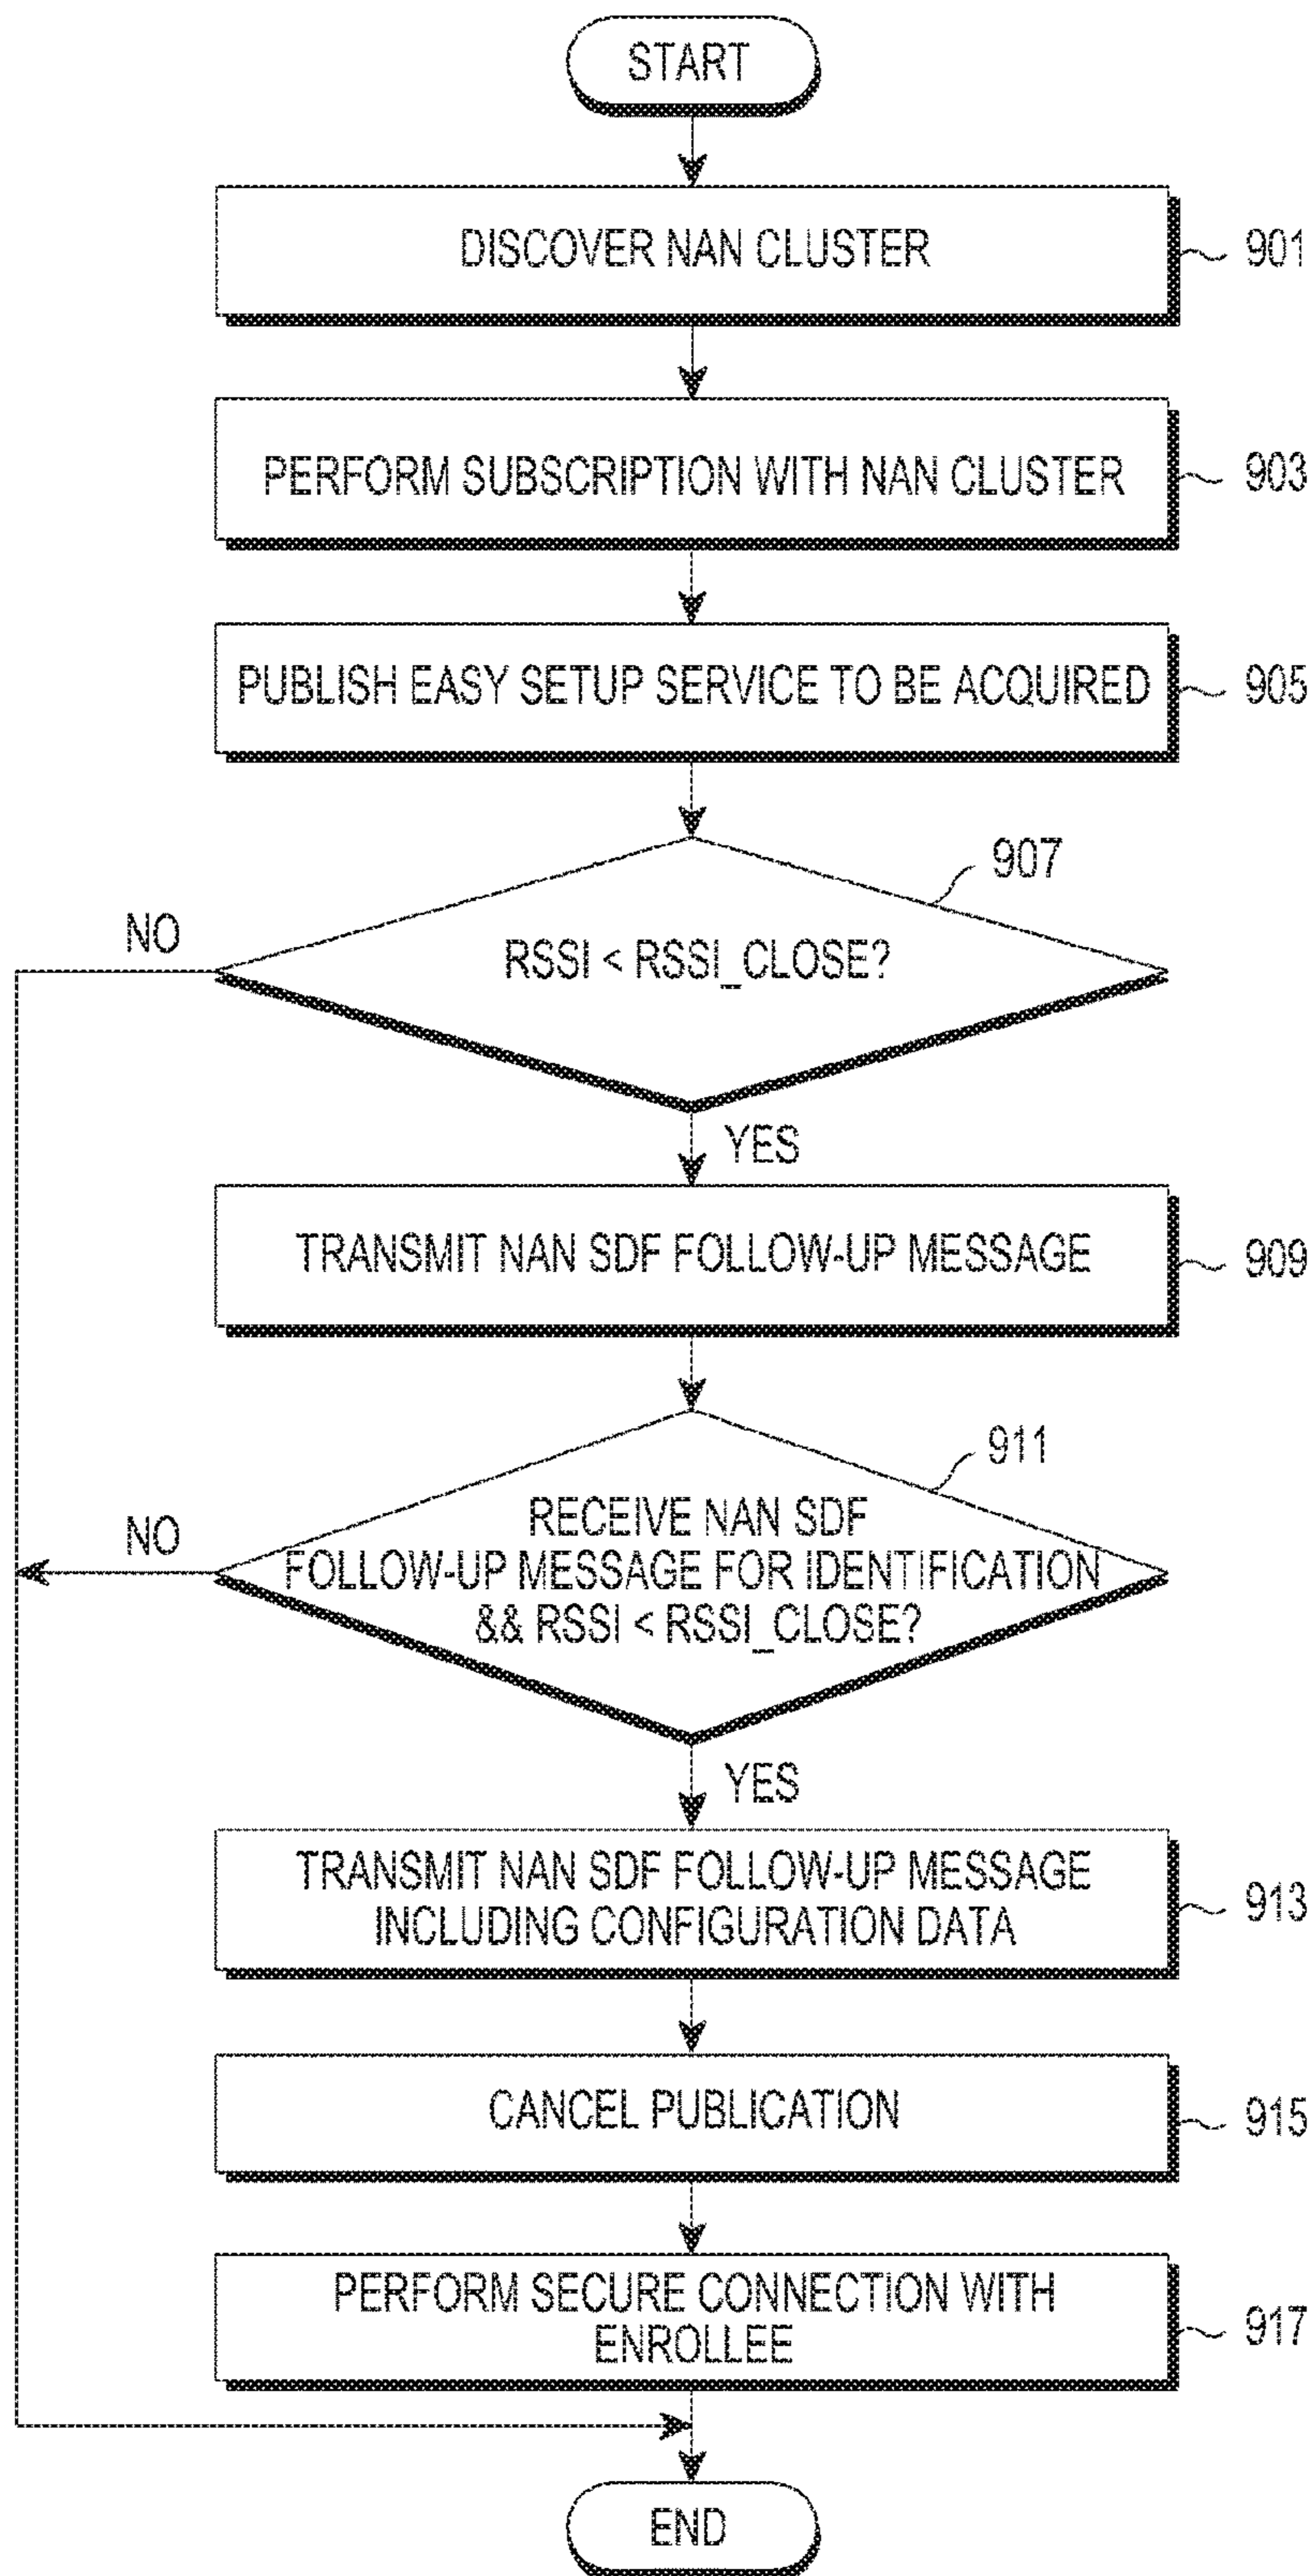 START
DISCOVER NAN CLUSTER
901
PERFORM SUBSCRIPTION WITH NAN CLUSTER
903
PUBLISH EASY SETUP SERVICE TO BE ACQUIRED
905
907
NO
RSSI < RSSI_CLOSE?
YES
TRANSMIT NAN SDF FOLLOW-UP MESSAGE
909
911
NO
RECEIVE NAN SDF
FOLLOW-UP MESSAGE FOR IDENTIFICATION
&& RSSI < RSSI_CLOSE?
YES
TRANSMIT NAN SDF FOLLOW-UP MESSAGE
INCLUDING CONFIGURATION DATA
913
CANCEL PUBLICATION
915
PERFORM SECURE CONNECTION WITH
ENROLLEE
917
END